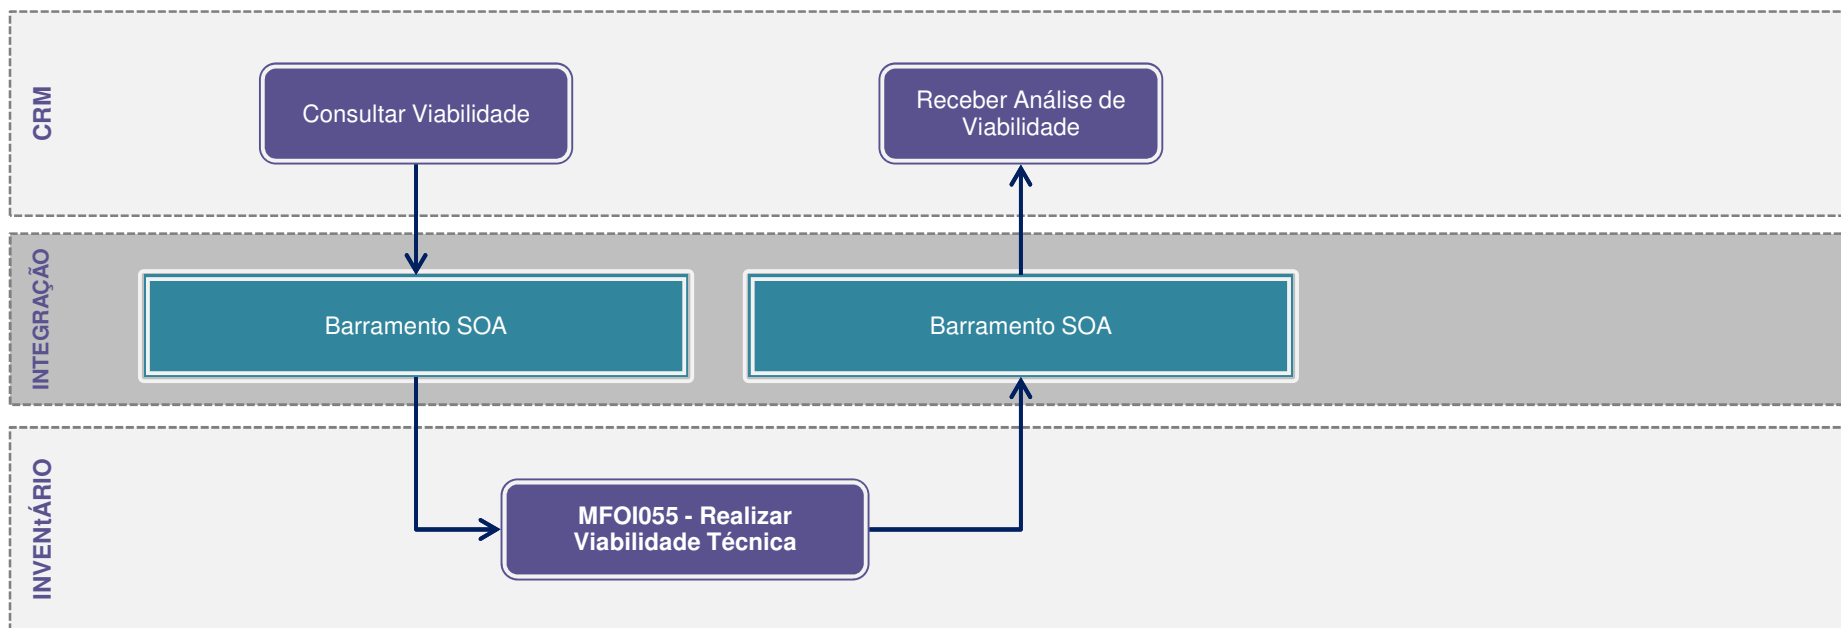 CRM
Consultar Viabilidade
Receber Análise de
Viabilidade
INTEGRAÇÃO
Barramento SOA
Barramento SOA
INVENtÁRIO
MFOI055 - Realizar
Viabilidade Técnica